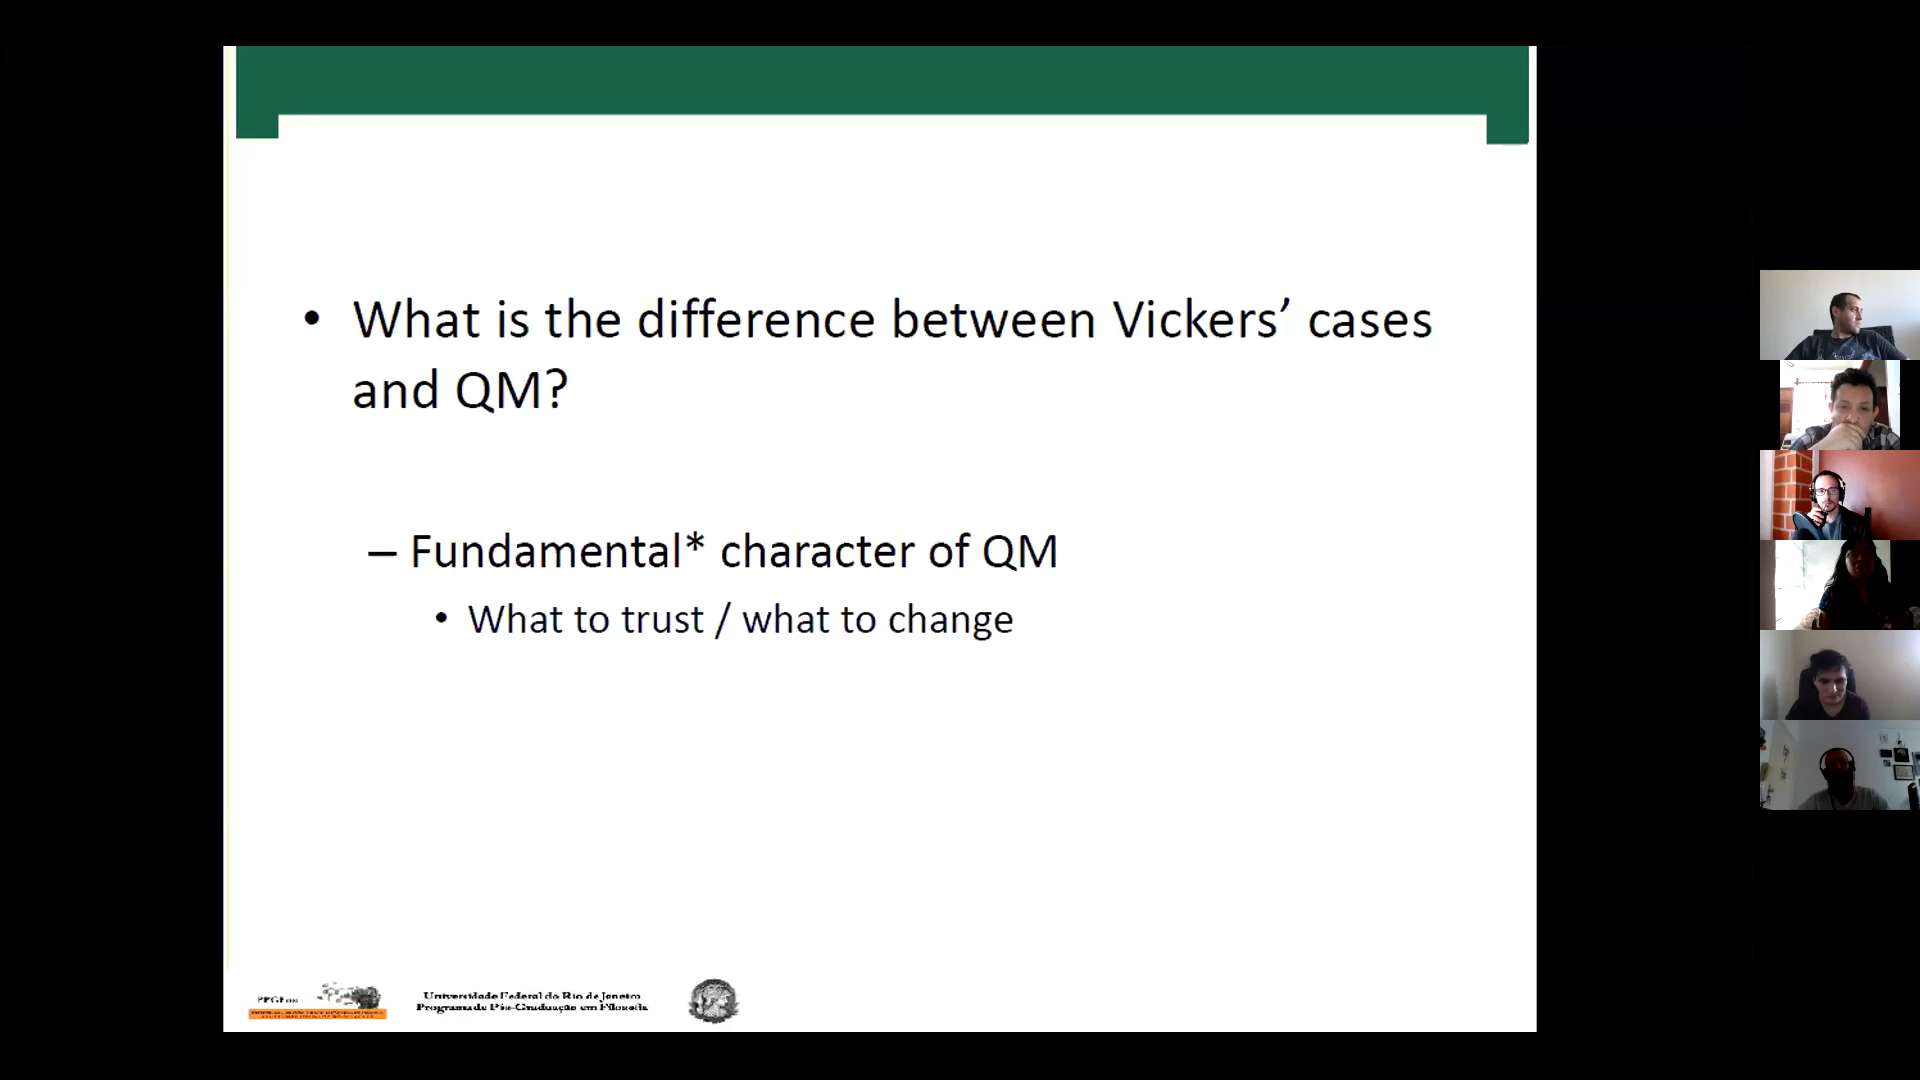 • What is the difference between Vickers’ cases
and QM?
– Fundamental* character of QM
• What to trust / what to change
Universidade Federal do Rio de Janeiro
Programa de Pós-Graduação em Filosofia